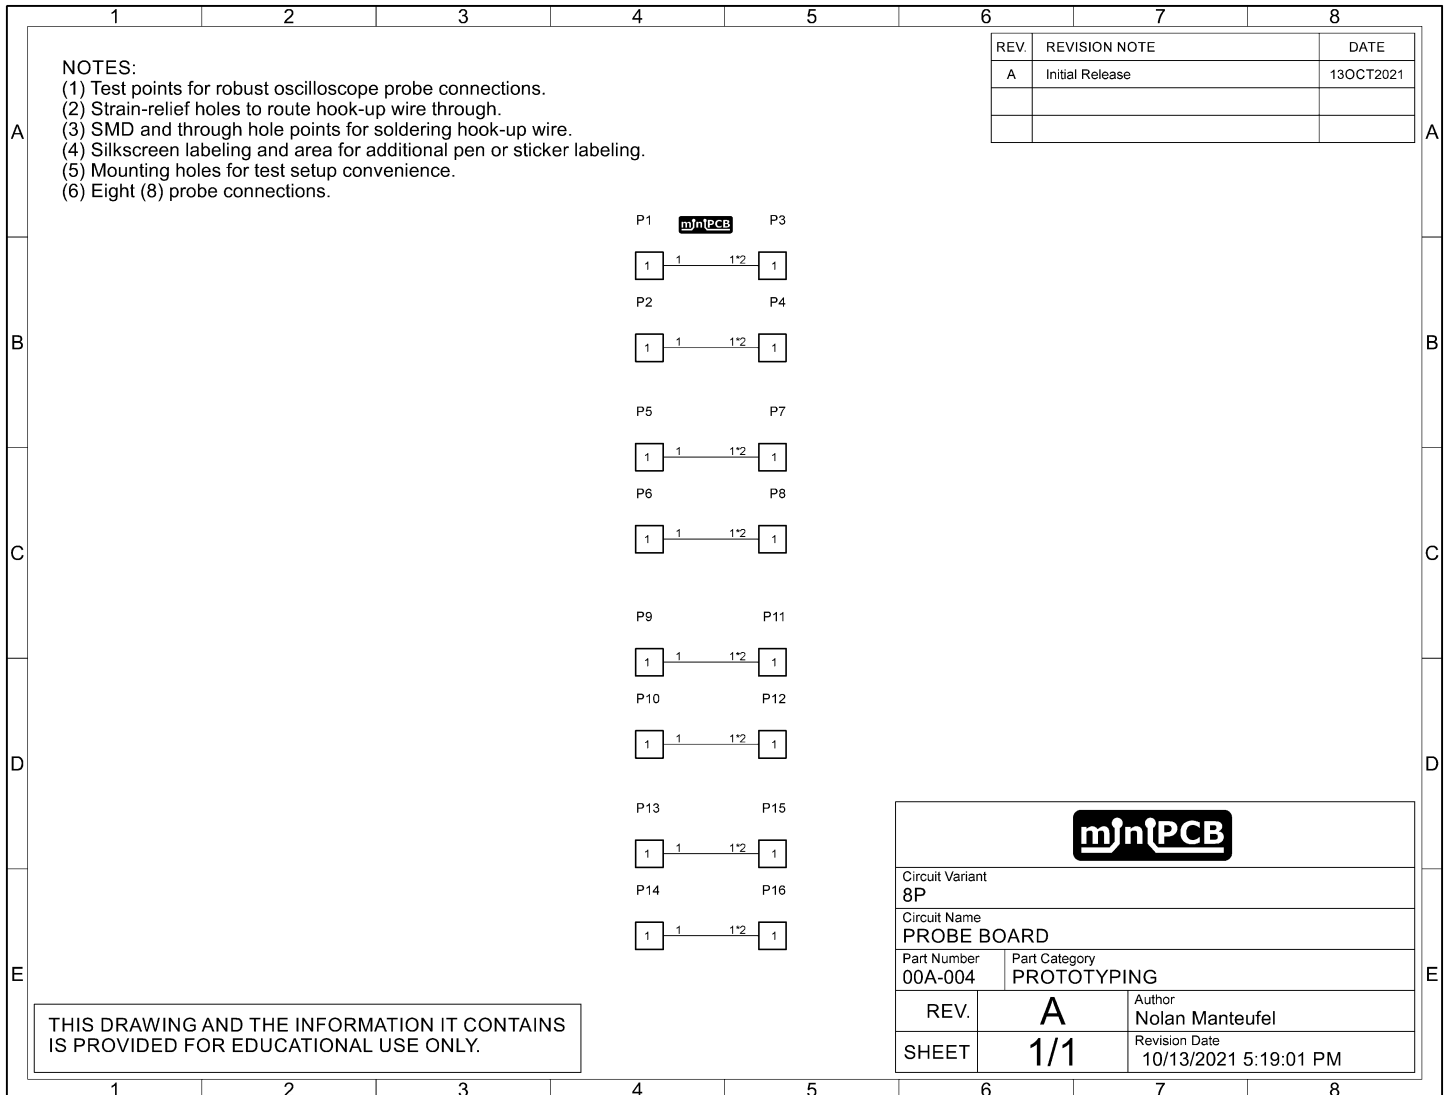 1 2 3 4 5 6 7 8
REV. REVISION NOTE DATE
A Initial Release 13OCT2021
NOTES:
(1) Test points for robust oscilloscope probe connections.
(2) Strain-relief holes to route hook-up wire through.
(3) SMD and through hole points for soldering hook-up wire.
(4) Silkscreen labeling and area for additional pen or sticker labeling.
(5) Mounting holes for test setup convenience.
(6) Eight (8) probe connections.
A A
P1 miniPCB P3
1 1 1*2 1
P2 P4
1 1 1*2 1
B B
P5 P7
1 1 1*2 1
P6 P8
1 1 1*2 1
C C
P9 P11
1 1 1*2 1
P10 P12
1 1 1*2 1
D D
P13 P15
1 1 1*2 1
P14 P16
1 1 1*2 1
E E
miniPCB
Circuit Variant
8P
Circuit Name
PROBE BOARD
Part Number Part Category
00A-004 PROTOTYPING
REV. A Author
Nolan Manteufel
SHEET 1/1 Revision Date
10/13/2021 5:19:01 PM
THIS DRAWING AND THE INFORMATION IT CONTAINS
IS PROVIDED FOR EDUCATIONAL USE ONLY.
1 2 3 4 5 6 7 8